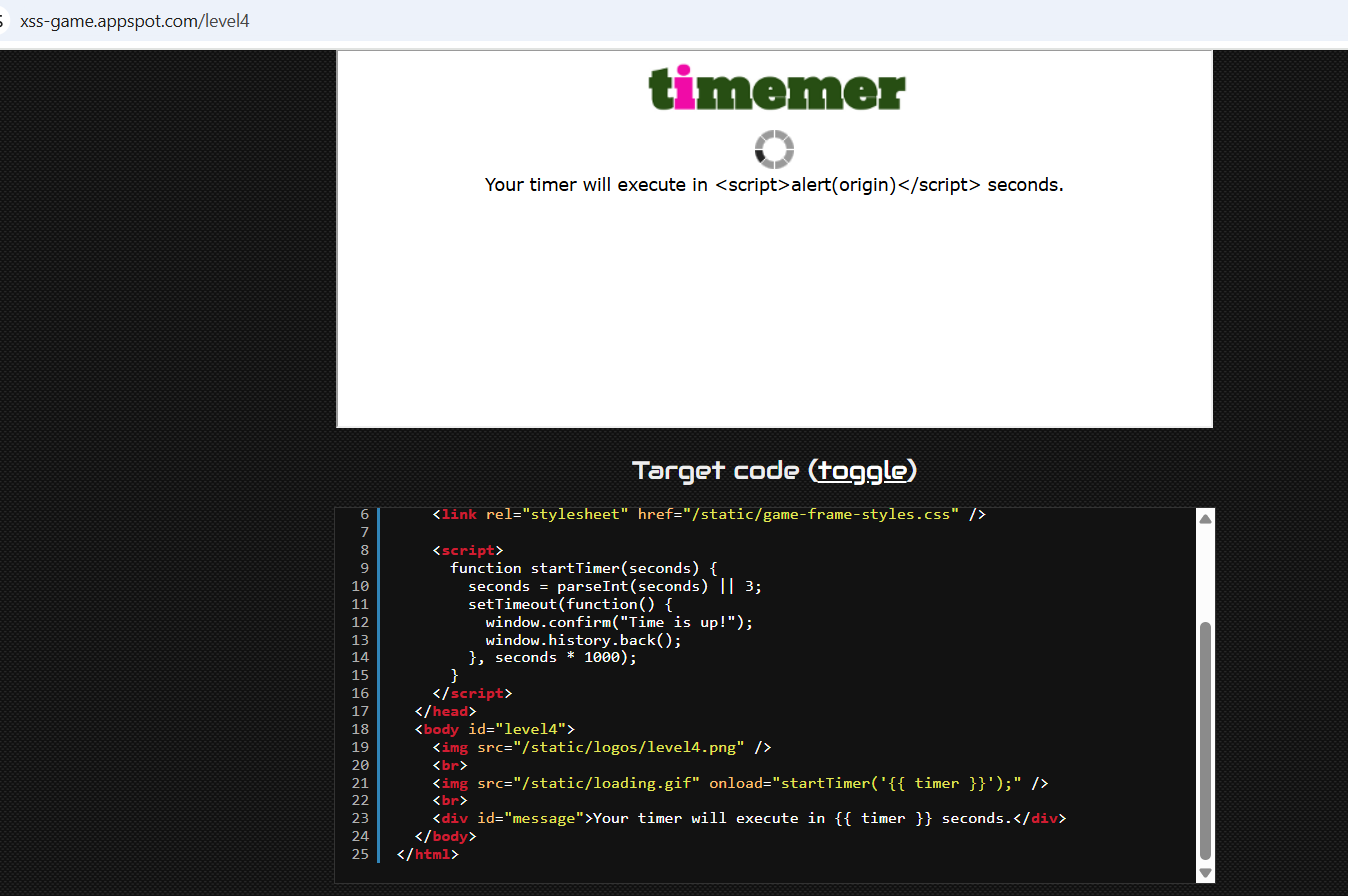 xss-game.appspot.com/level4
timemer
Your timer will execute in <script>alert(origin)</script> seconds.
Target code (toggle)
6 <link rel="stylesheet" href="/static/game-frame-styles.css" />
7
8 <script>
9 function startTimer(seconds) {
10 seconds = parseInt(seconds) || 3;
11 setTimeout(function() {
12 window.confirm("Time is up!");
13 window.history.back();
14 }, seconds * 1000);
15 }
16 </script>
17 </head>
18 <body id="level4">
19 <img src="/static/logos/level4.png" />
20 <br>
21 <img src="/static/loading.gif" onload="startTimer('{{ timer }}');" />
22 <br>
23 <div id="message">Your timer will execute in {{ timer }} seconds.</div>
24 </body>
25 </html>